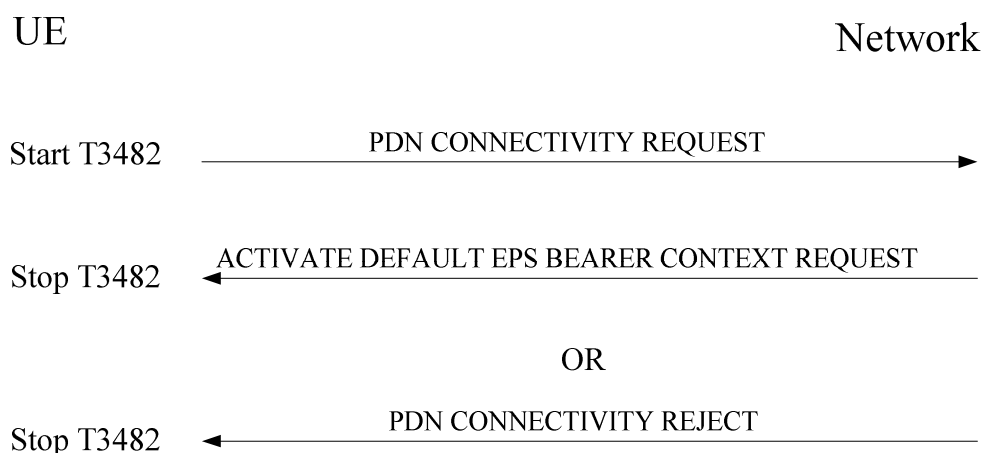 UE
Network
Start T3482
PDN CONNECTIVITY REQUEST
Stop T3482
ACTIVATE DEFAULT EPS BEARER CONTEXT REQUEST
OR
Stop T3482
PDN CONNECTIVITY REJECT